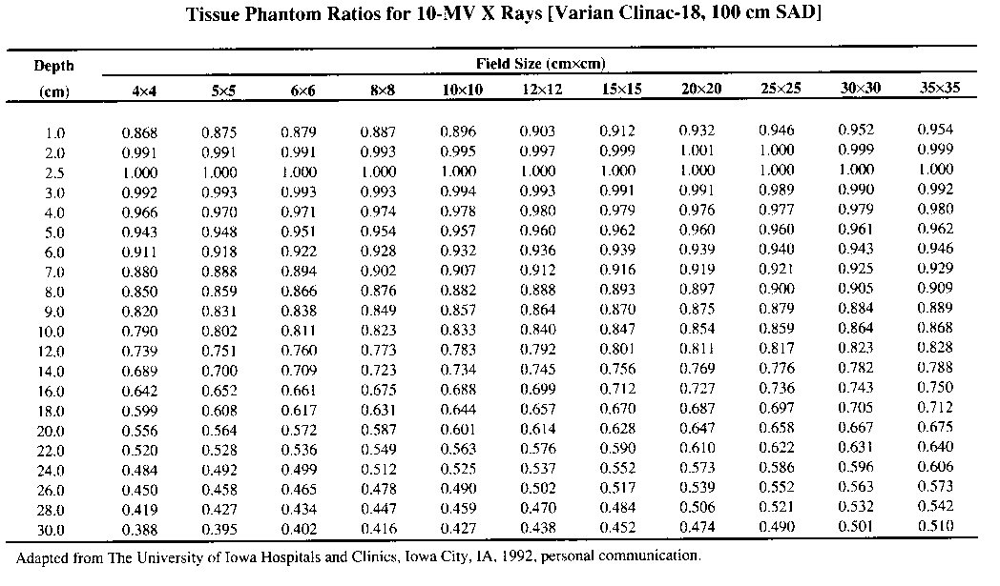 Tissue Phantom Ratios for 10-MV X Rays [Varian Clinac-18, 100 cm SAD]
Depth Field Size (cm×cm)
(cm) 4×4 5×5 6×6 8×8 10×10 12×12 15×15 20×20 25×25 30×30 35×35
1.0 0.868 0.875 0.879 0.887 0.896 0.903 0.912 0.932 0.946 0.952 0.954
2.0 0.991 0.991 0.991 0.993 0.995 0.997 0.999 1.001 1.000 0.999 0.999
2.5 1.000 1.000 1.000 1.000 1.000 1.000 1.000 1.000 1.000 1.000 1.000
3.0 0.992 0.993 0.993 0.993 0.994 0.993 0.991 0.991 0.989 0.990 0.992
4.0 0.966 0.970 0.971 0.974 0.978 0.980 0.979 0.976 0.977 0.979 0.980
5.0 0.943 0.948 0.951 0.954 0.957 0.960 0.962 0.960 0.960 0.961 0.962
6.0 0.911 0.918 0.922 0.928 0.932 0.936 0.939 0.939 0.940 0.943 0.946
7.0 0.880 0.888 0.894 0.902 0.907 0.912 0.916 0.919 0.921 0.925 0.929
8.0 0.850 0.859 0.866 0.876 0.882 0.888 0.893 0.897 0.900 0.905 0.909
9.0 0.820 0.831 0.838 0.849 0.857 0.864 0.870 0.875 0.879 0.884 0.889
10.0 0.790 0.802 0.811 0.823 0.833 0.840 0.847 0.854 0.859 0.864 0.868
12.0 0.739 0.751 0.760 0.773 0.783 0.792 0.801 0.811 0.817 0.823 0.828
14.0 0.689 0.700 0.709 0.723 0.734 0.745 0.756 0.769 0.776 0.782 0.788
16.0 0.642 0.652 0.661 0.675 0.688 0.699 0.712 0.727 0.736 0.743 0.750
18.0 0.599 0.608 0.617 0.631 0.644 0.657 0.670 0.687 0.697 0.705 0.712
20.0 0.556 0.564 0.572 0.587 0.601 0.614 0.628 0.647 0.658 0.667 0.675
22.0 0.520 0.528 0.536 0.549 0.563 0.576 0.590 0.610 0.622 0.631 0.640
24.0 0.484 0.492 0.499 0.512 0.525 0.537 0.552 0.573 0.586 0.596 0.606
26.0 0.450 0.458 0.465 0.478 0.490 0.502 0.517 0.539 0.552 0.563 0.573
28.0 0.419 0.427 0.434 0.447 0.459 0.470 0.484 0.506 0.521 0.532 0.542
30.0 0.388 0.395 0.402 0.416 0.427 0.438 0.452 0.474 0.490 0.501 0.510
Adapted from The University of Iowa Hospitals and Clinics, Iowa City, IA, 1992, personal communication.